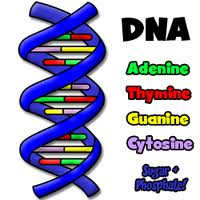 DNA
Adenine
Thymine
Guanine
Cytosine
Sugar +
Phosphate!